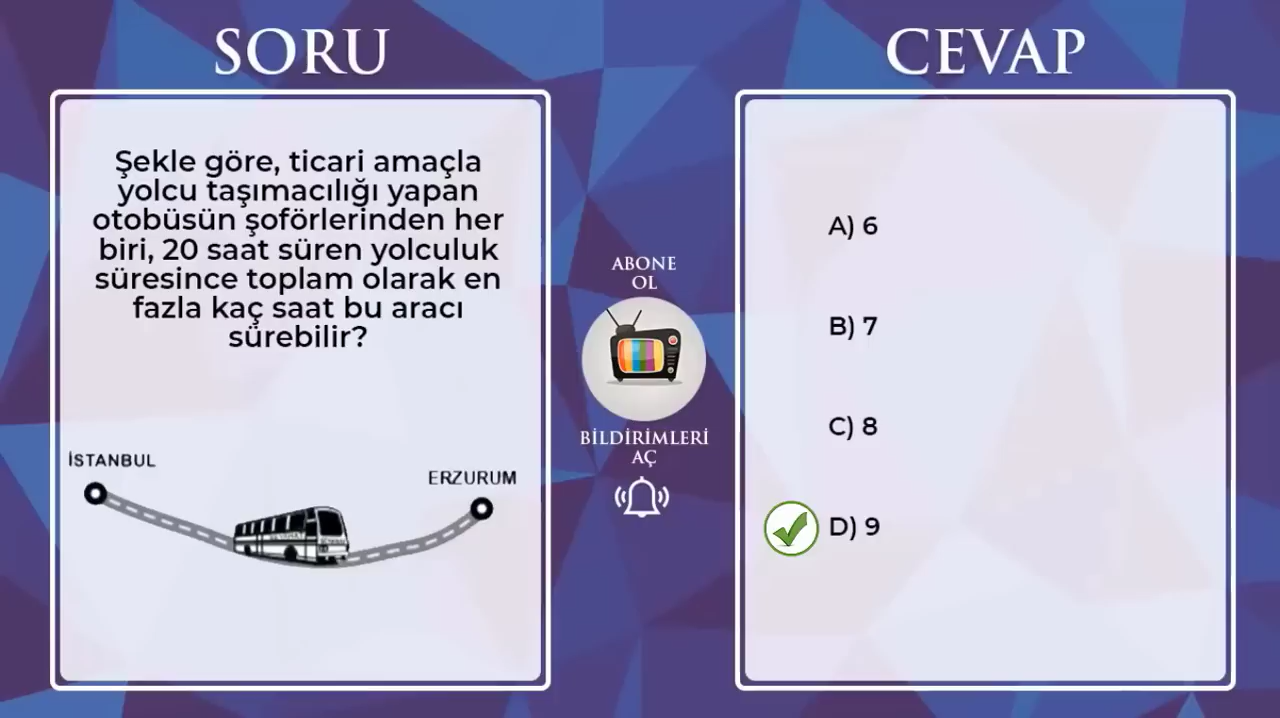 SORU
Şekle göre, ticari amaçla
yolcu taşımacılığı yapan
otobüsün şoförlerinden her
biri, 20 saat süren yolculuk
süresince toplam olarak en
fazla kaç saat bu aracı
sürebilir?
İSTANBUL
ERZURUM
ABONE
OL
BİLDİRİMLERİ
AÇ
CEVAP
A) 6
B) 7
C) 8
D) 9